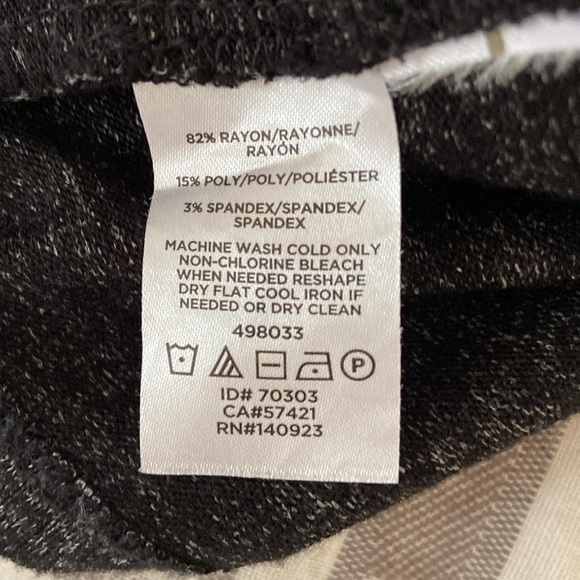 82% RAYON/RAYONNE/
RAYÓN
15% POLY/POLY/POLIÉSTER
3% SPANDEX/SPANDEX/
SPANDEX
MACHINE WASH COLD ONLY
NON-CHLORINE BLEACH
WHEN NEEDED RESHAPE
DRY FLAT COOL IRON IF
NEEDED OR DRY CLEAN
498033
P
ID# 70303
CA#57421
RN#140923